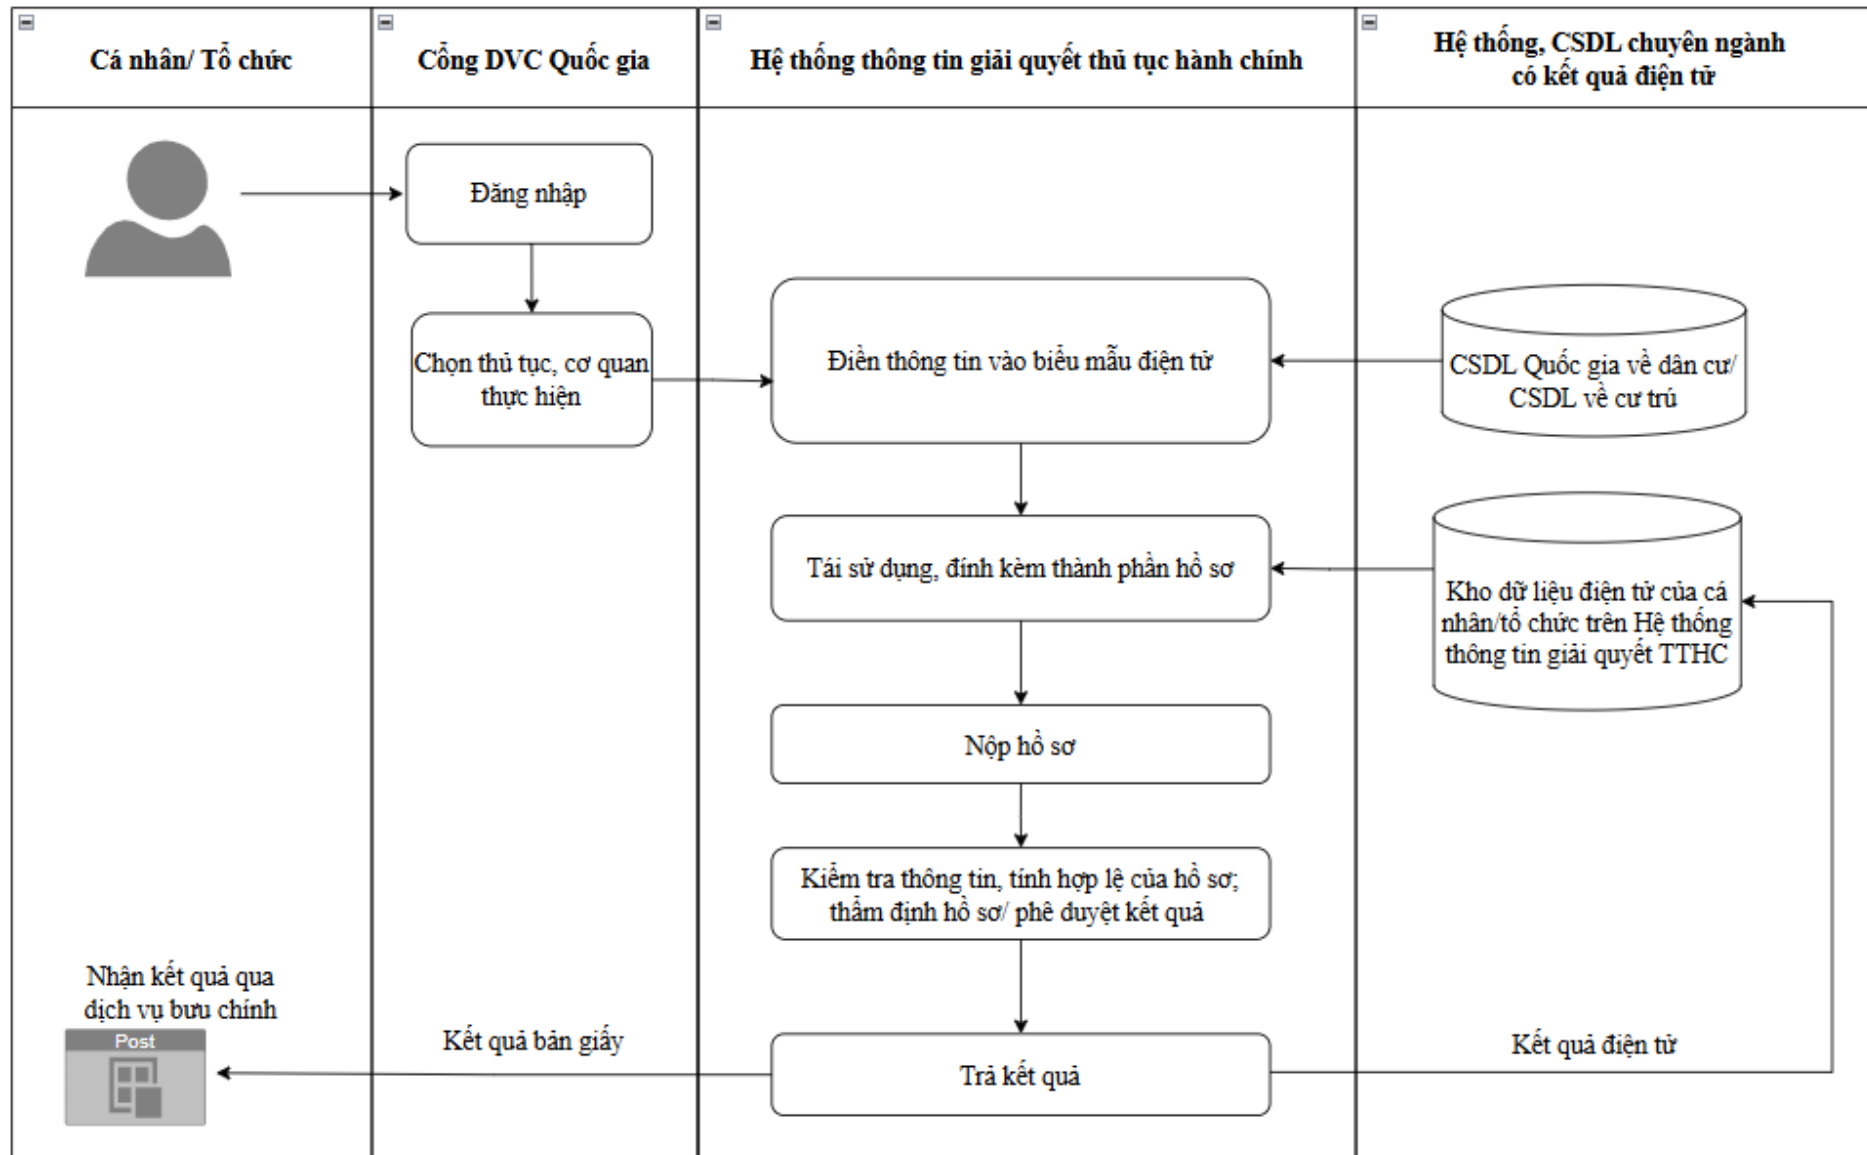 Cá nhân/ Tổ chức
Cổng DVC Quốc gia
Hệ thống thông tin giải quyết thủ tục hành chính
Hệ thống, CSDL chuyên ngành
có kết quả điện tử
Đăng nhập
Chọn thủ tục, cơ quan
thực hiện
Điền thông tin vào biểu mẫu điện tử
CSDL Quốc gia về dân cư/
CSDL về cư trú
Tái sử dụng, đính kèm thành phần hồ sơ
Kho dữ liệu điện tử của cá
nhân/tổ chức trên Hệ thống
thông tin giải quyết TTHC
Nộp hồ sơ
Kiểm tra thông tin, tính hợp lệ của hồ sơ;
thẩm định hồ sơ/ phê duyệt kết quả
Nhận kết quả qua
dịch vụ bưu chính
Post
Kết quả bản giấy
Trả kết quả
Kết quả điện tử